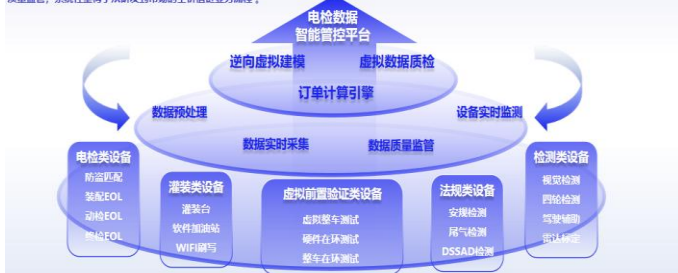 电检数据
智能管控平台
逆向虚拟建模
虚拟数据质检
订单计算引擎
数据预处理
设备实时监测
数据实时采集
数据质量监管
电检类设备
防盗匹配
装配EOL
动检EOL
终检EOL
灌装类设备
灌装台
软件加油站
WIFI刷写
虚拟前置验证类设备
虚拟整车测试
硬件在环测试
整车在环测试
法规类设备
安规检测
尾气检测
DSSAD检测
检测类设备
视觉检测
四轮检测
驾驶辅助
雷达标定